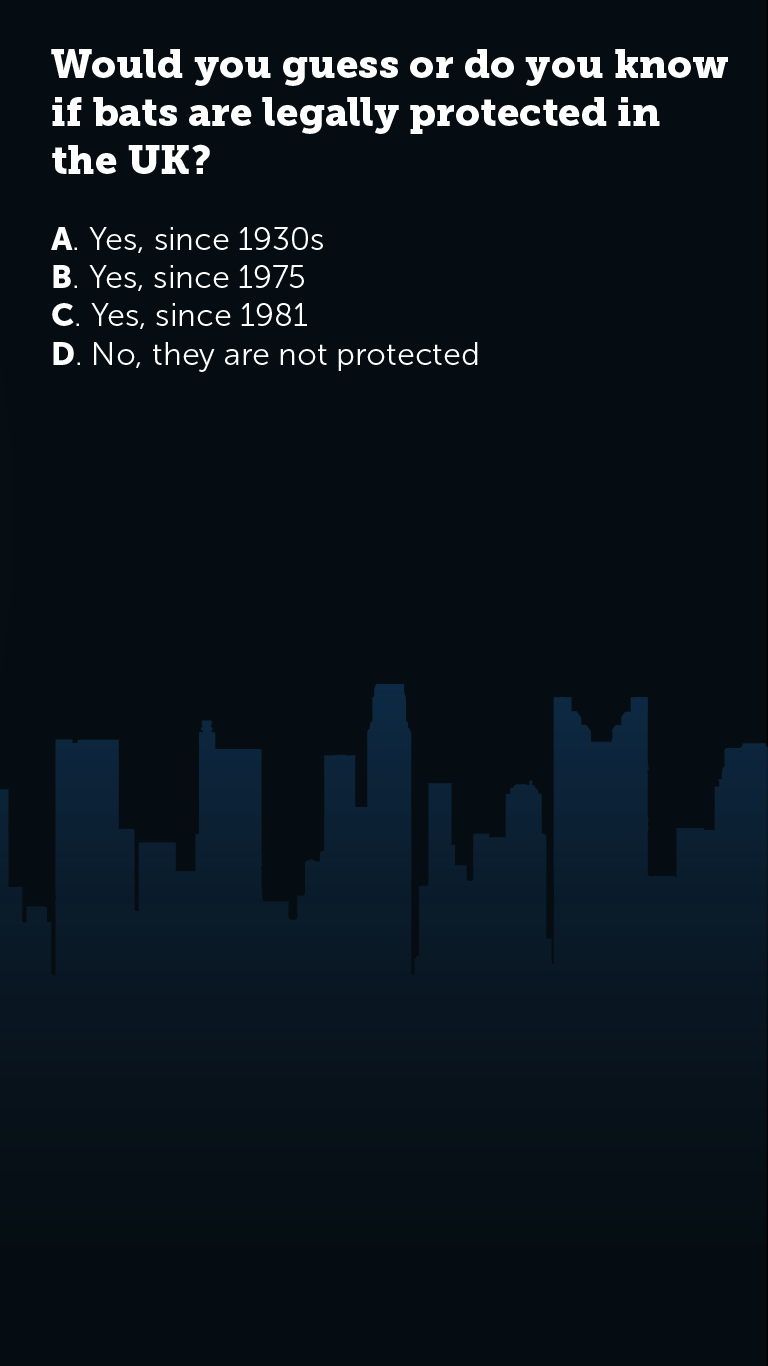 Would you guess or do you know
if bats are legally protected in
the UK?
A. Yes, since 1930s
B. Yes, since 1975
C. Yes, since 1981
D. No, they are not protected